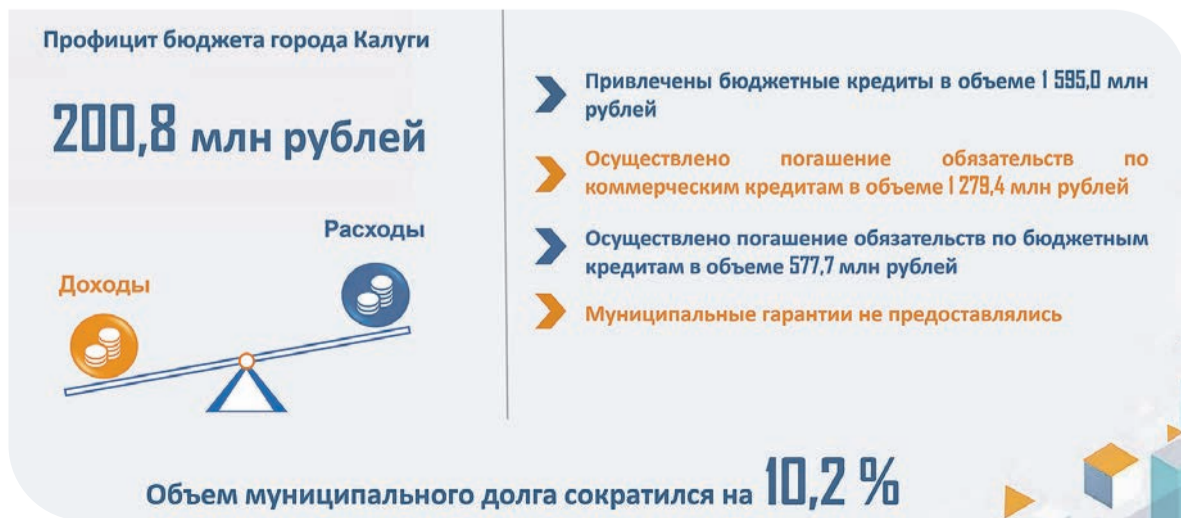 Профицит бюджета города Калуги
200,8 млн рублей
Расходы
Доходы
Привлечены бюджетные кредиты в объеме 1 595,0 млн
рублей
Осуществлено погашение обязательств по
коммерческим кредитам в объеме 1 279,4 млн рублей
Осуществлено погашение обязательств по бюджетным
кредитам в объеме 577,7 млн рублей
Муниципальные гарантии не предоставлялись
Объем муниципального долга сократился на 10,2 %